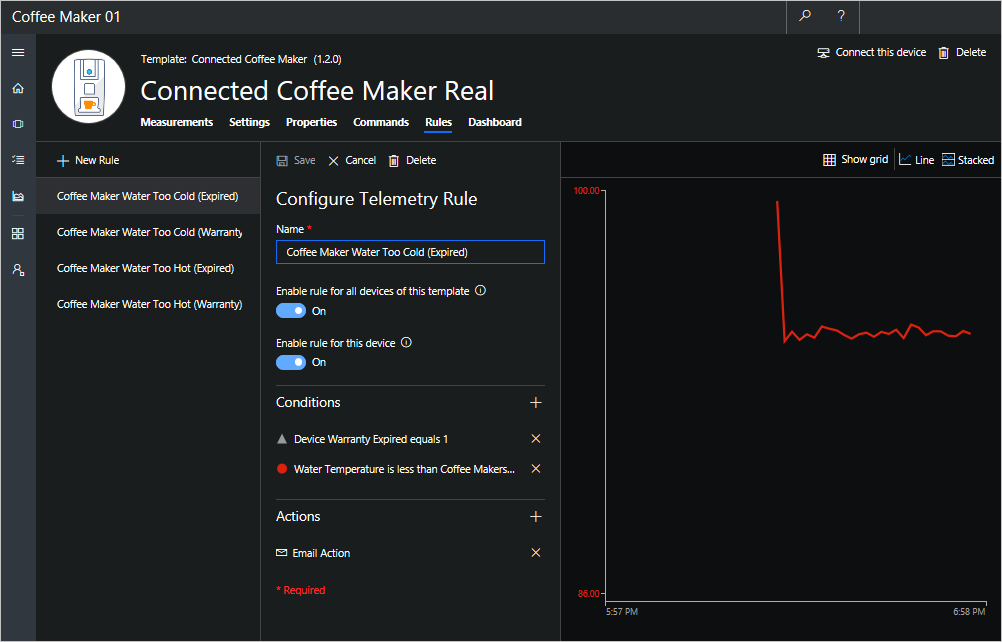 Coffee Maker 01
?
Template: Connected Coffee Maker (1.2.0)
Connect this device
Delete
Connected Coffee Maker Real
Measurements Settings Properties Commands Rules Dashboard
New Rule
Coffee Maker Water Too Cold (Expired)
Coffee Maker Water Too Cold (Warranty
Coffee Maker Water Too Hot (Expired)
Coffee Maker Water Too Hot (Warranty)
Save Cancel Delete
Configure Telemetry Rule
Name *
Coffee Maker Water Too Cold (Expired)
Enable rule for all devices of this template
On
Enable rule for this device
On
Conditions
Device Warranty Expired equals 1
Water Temperature is less than Coffee Makers...
Actions
Email Action
* Required
Show grid Line Stacked
100.00
86.00
5:57 PM 6:58 PM